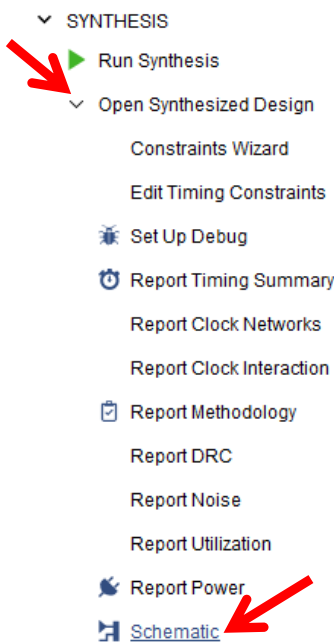 SYNTHESIS
Run Synthesis
Open Synthesized Design
Constraints Wizard
Edit Timing Constraints
Set Up Debug
Report Timing Summary
Report Clock Networks
Report Clock Interaction
Report Methodology
Report DRC
Report Noise
Report Utilization
Report Power
Schematic